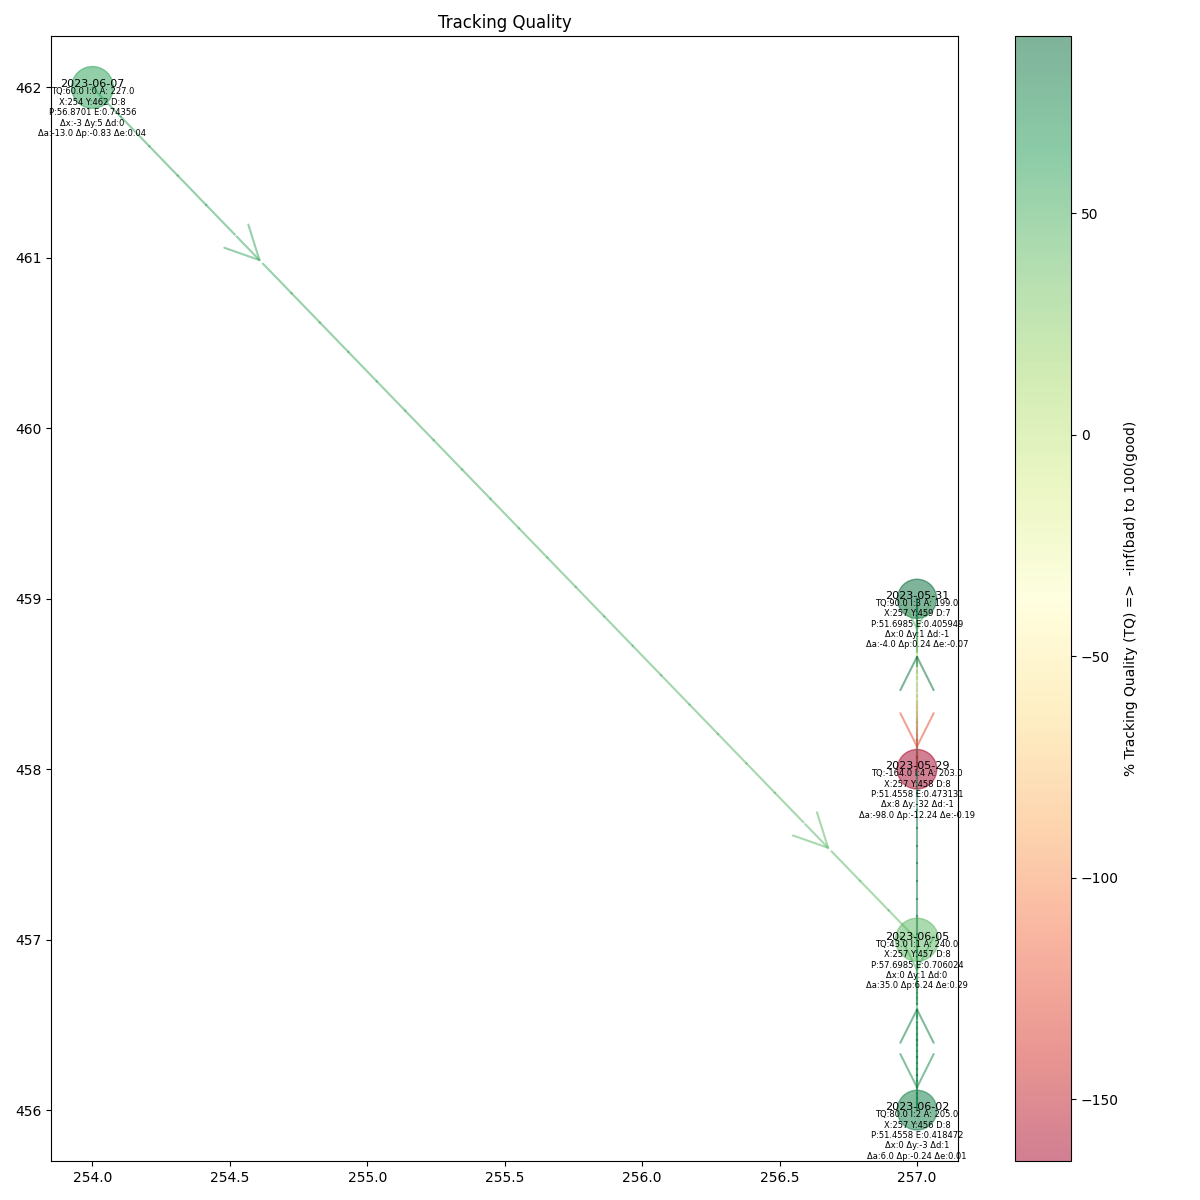 Tracking Quality
462
461
460
459
458
457
456
2023-06-07
TQ:60.0 I:0 A: 227.0
X:254 Y:462 D:8
P:56.8701 E:0.74356
Δx:-3 Δy:5 Δd:0
Δa:-13.0 Δp:-0.83 Δe:0.04
2023-05-31
TQ:90.0 I:3 A: 199.0
X:257 Y:459 D:7
P:51.6985 E:0.405949
Δx:0 Δy:1 Δd:-1
Δa:-4.0 Δp:0.24 Δe:-0.07
2023-05-29
TQ:-164.0 I:4 A: 203.0
X:257 Y:458 D:8
P:51.4558 E:0.473131
Δx:8 Δy:-32 Δd:-1
Δa:-98.0 Δp:-12.24 Δe:-0.19
2023-06-05
TQ:43.0 I:1 A: 240.0
X:257 Y:457 D:8
P:57.6985 E:0.706024
Δx:0 Δy:1 Δd:0
Δa:35.0 Δp:6.24 Δe:0.29
2023-06-02
TQ:80.0 I:2 A: 205.0
X:257 Y:456 D:8
P:51.4558 E:0.418472
Δx:0 Δy:-3 Δd:1
Δa:6.0 Δp:-0.24 Δe:0.01
254.0 254.5 255.0 255.5 256.0 256.5 257.0
50
0
−50
−100
−150
% Tracking Quality (TQ) => -inf(bad) to 100(good)